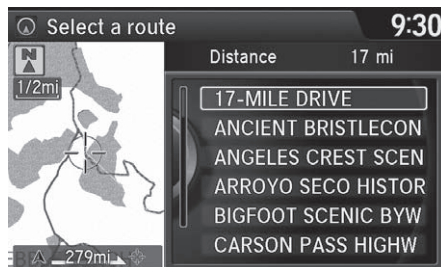 Select a route 9:30
Distance 17 mi
N
1/2mi
17-MILE DRIVE
ANCIENT BRISTLECON
ANGELES CREST SCEN
ARROYO SECO HISTOR
BIGFOOT SCENIC BYW
CARSON PASS HIGHW
279mi